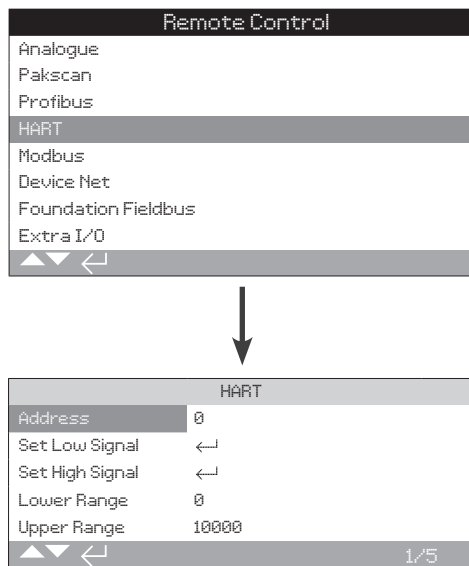 Remote Control
Analogue
Pakscan
Profibus
HART
Modbus
Device Net
Foundation Fieldbus
Extra I/O
HART
Address 0
Set Low Signal
Set High Signal
Lower Range 0
Upper Range 10000
1/5